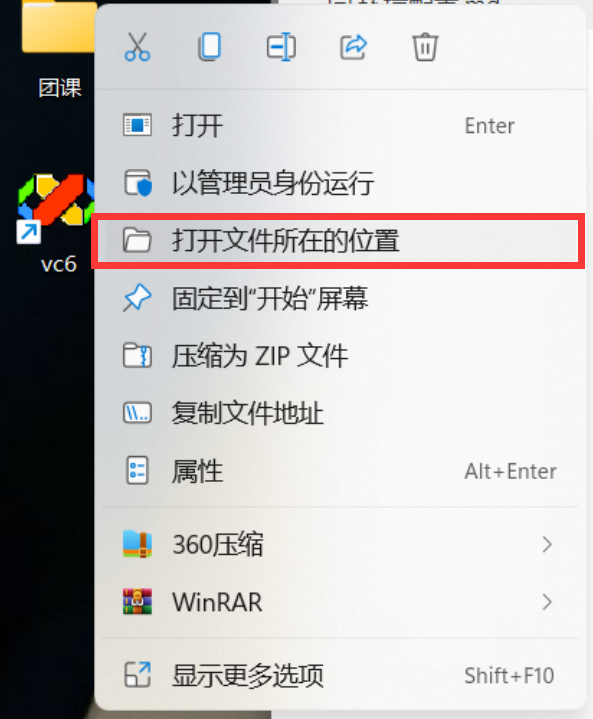 团课
vc6
打开 Enter
以管理员身份运行
打开文件所在的位置
固定到“开始”屏幕
压缩为 ZIP 文件
复制文件地址
属性 Alt+Enter
360压缩
WinRAR
显示更多选项 Shift+F10